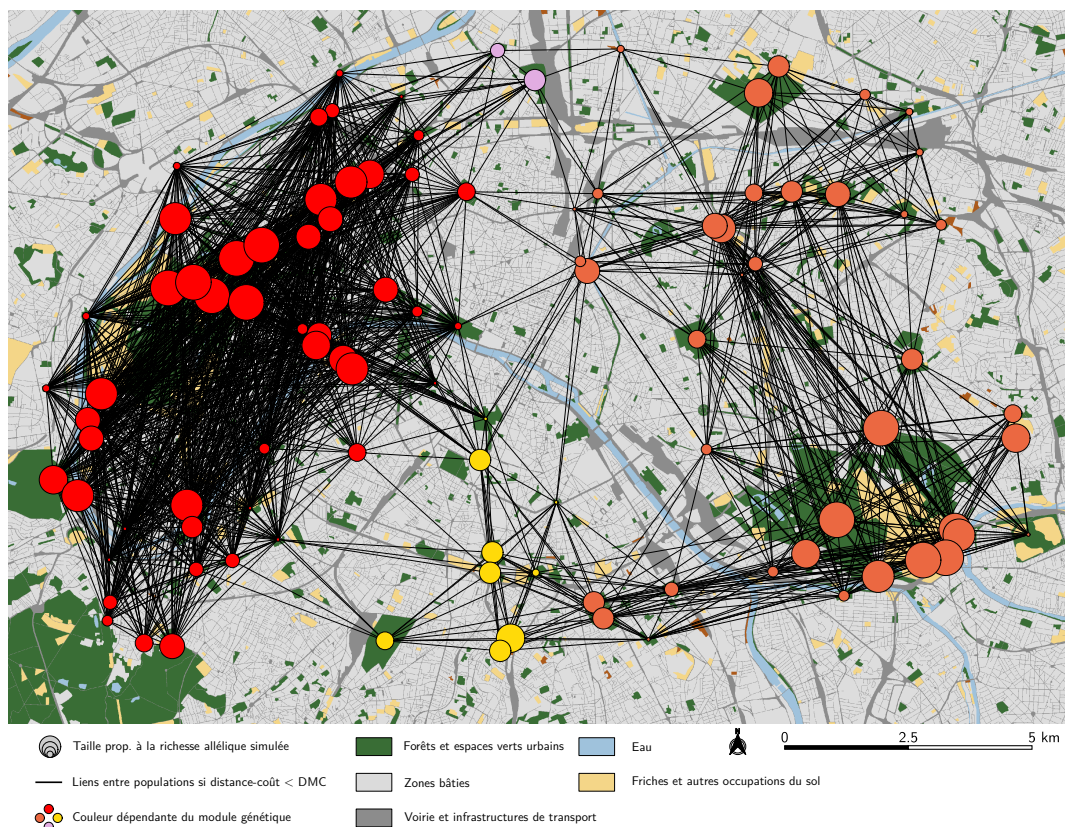 Taille prop. à la richesse allélique simulée
Forêts et espaces verts urbains
Eau
N
0 2.5 5 km
Liens entre populations si distance-coût < DMC
Zones bâties
Friches et autres occupations du sol
Couleur dépendante du module génétique
Voirie et infrastructures de transport